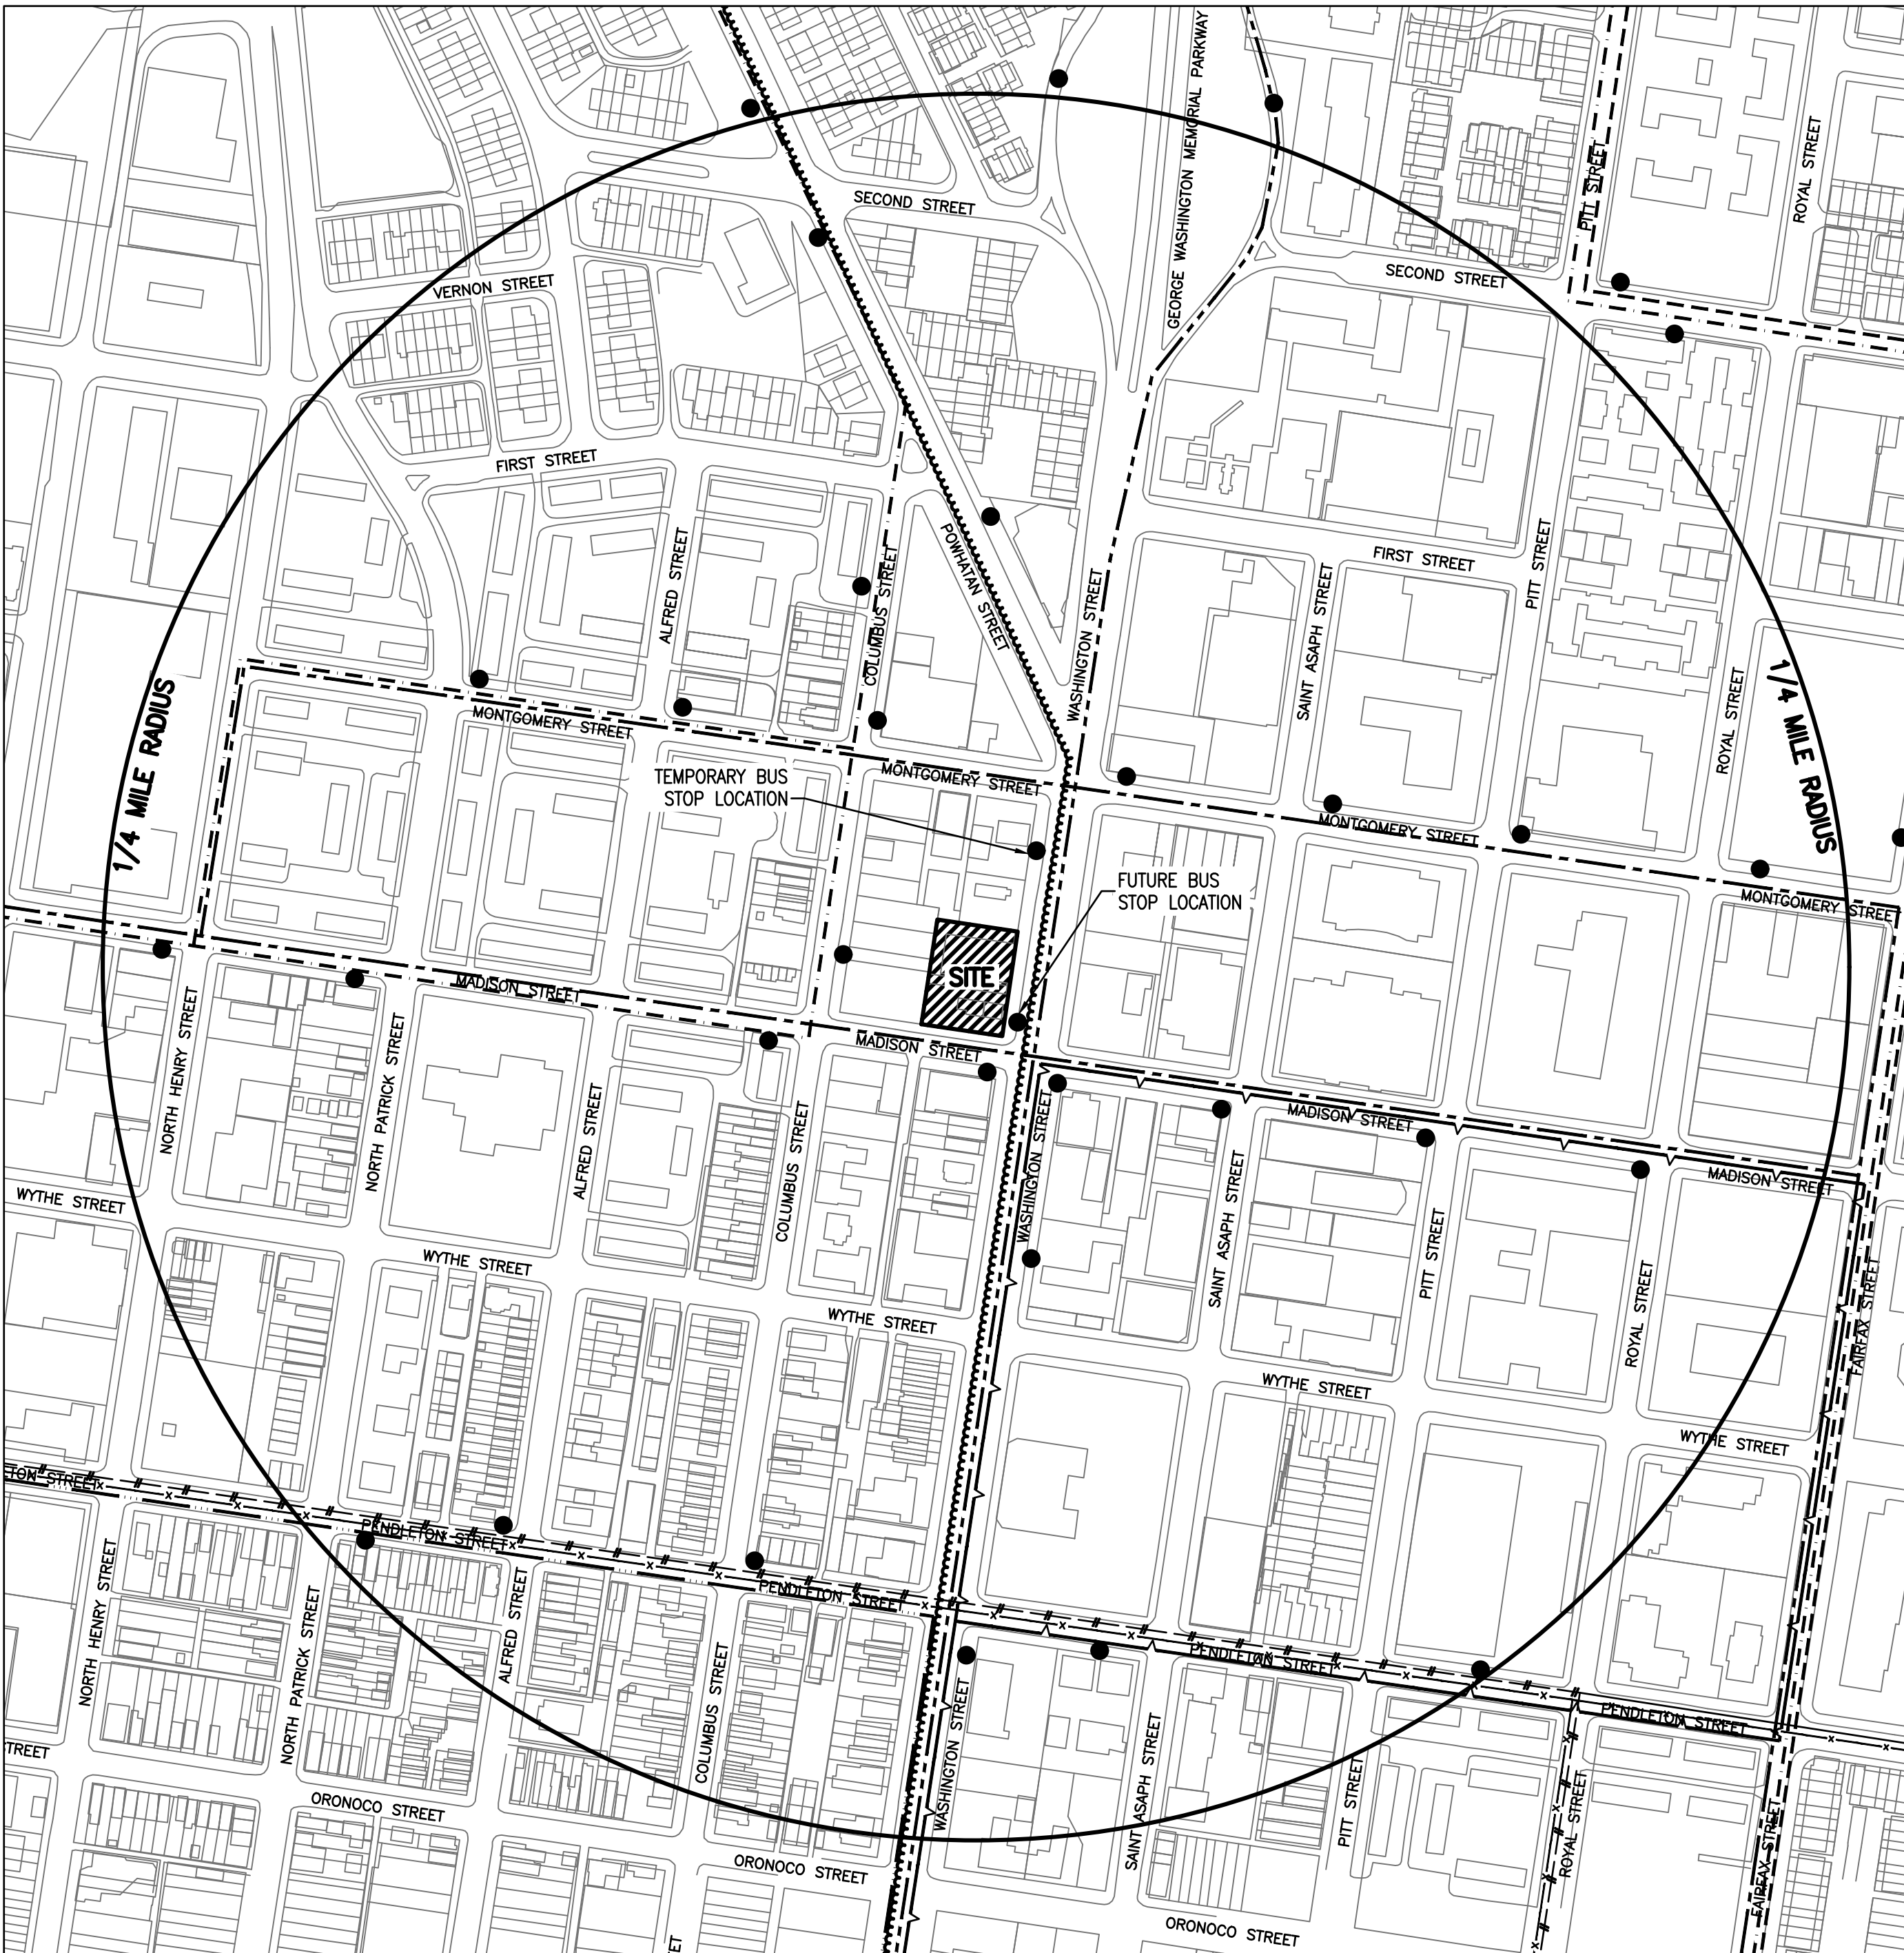 GEORGE WASHINGTON MEMORIAL PARKWAY
SECOND STREET
PITT STREET
ROYAL STREET
VERNON STREET
SECOND STREET
FIRST STREET
POWHATAN STREET
FIRST STREET
PITT STREET
ALFRED STREET
COLUMBUS STREET
WASHINGTON STREET
SAINT ASAPH STREET
ROYAL STREET
1/4 MILE RADIUS
1/4 MILE RADIUS
MONTGOMERY STREET
TEMPORARY BUS
STOP LOCATION
MONTGOMERY STREET
MONTGOMERY STREET
FUTURE BUS
STOP LOCATION
MONTGOMERY STREET
SITE
MADISON STREET
MADISON STREET
NORTH HENRY STREET
NORTH PATRICK STREET
ALFRED STREET
COLUMBUS STREET
WASHINGTON STREET
MADISON STREET
SAINT ASAPH STREET
MADISON STREET
WYTHE STREET
WYTHE STREET
WYTHE STREET
PITT STREET
ROYAL STREET
FAIRFAX STREET
WYTHE STREET
WYTHE STREET
TON STREET
PENDLETON STREET
PENDLETON STREET
PENDLETON STREET
PENDLETON STREET
NORTH HENRY STREET
NORTH PATRICK STREET
ALFRED STREET
COLUMBUS STREET
WASHINGTON STREET
SAINT ASAPH STREET
PITT STREET
ROYAL STREET
FAIRFAX STREET
STREET
ORONOCO STREET
ORONOCO STREET
ORONOCO STREET
ET